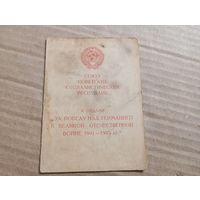 СОЮЗ
СОВЕТСКИХ
СОЦИАЛИСТИЧЕСКИХ
РЕСПУБЛИК
К МЕДАЛИ
"ЗА ПОБЕДУ НАД ГЕРМАНИЕЙ
В ВЕЛИКОЙ ОТЕЧЕСТВЕННОЙ
ВОЙНЕ 1941—1945 гг."